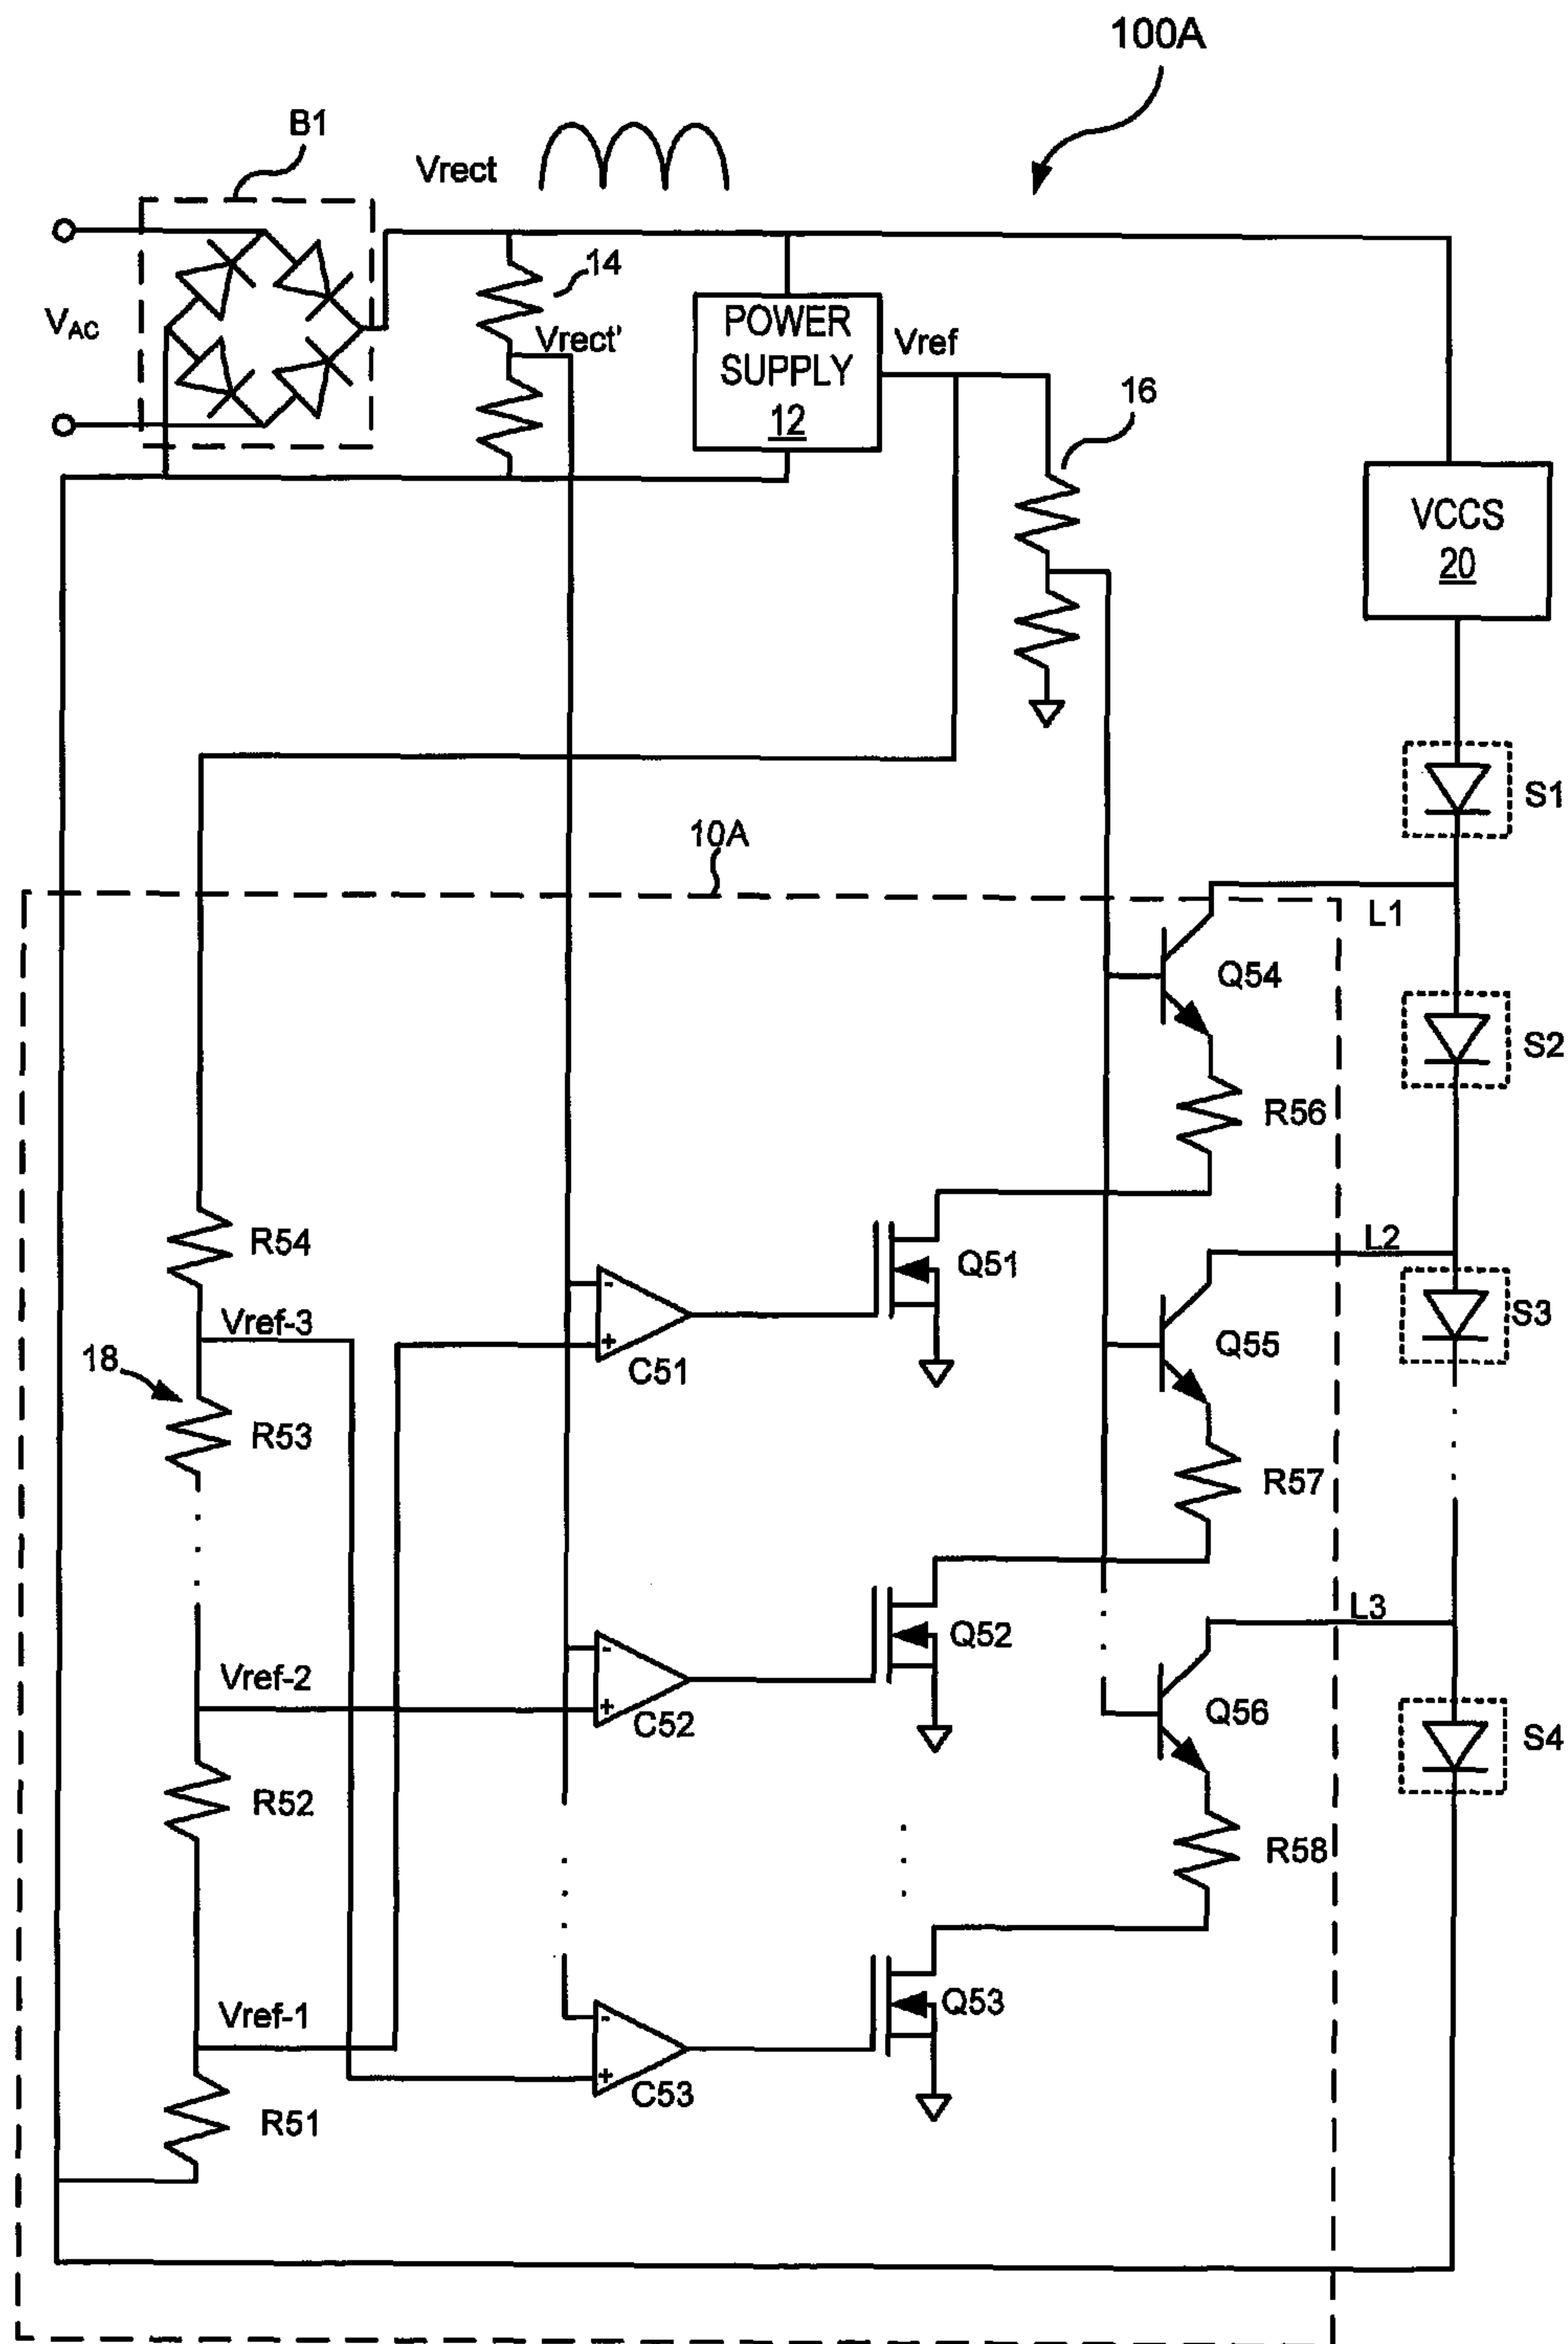 100A
B1
Vrect
14
VAC
Vrect'
POWER
SUPPLY
12
Vref
16
VCCS
20
S1
10A
L1
Q54
S2
R56
R54
L2
Q51
S3
Vref-3
- 
+
C51
Q55
18
R53
R57
L3
-
Q52
Vref-2
+
C52
Q56
S4
R52
R58
Vref-1
-
Q53
+
C53
R51